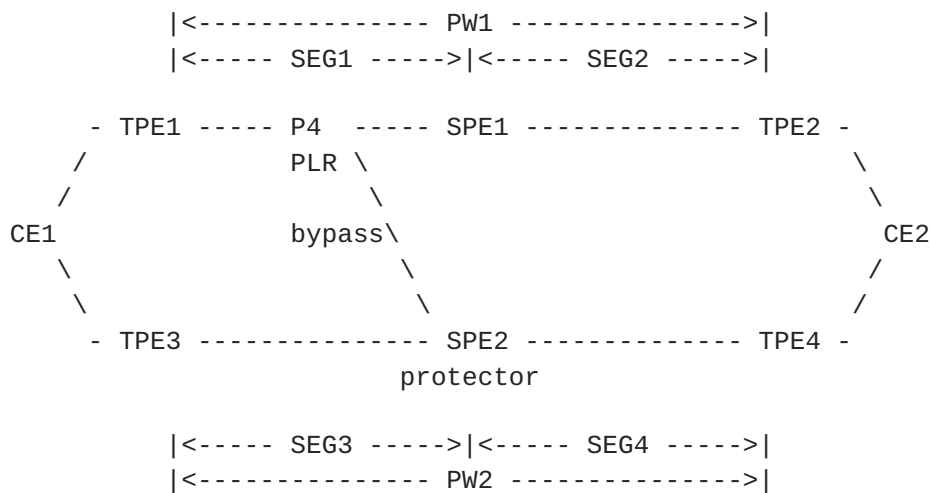 |<--------------- PW1 --------------->|
|<----- SEG1 ----->|<----- SEG2 ----->|
- TPE1 ----- P4 ----- SPE1 -------------- TPE2 -
/ PLR \ \
/ \ \
CE1 bypass\ CE2
\ \ /
\ \ /
- TPE3 --------------- SPE2 -------------- TPE4 -
protector
|<----- SEG3 ----->|<----- SEG4 ----->|
|<--------------- PW2 --------------->|